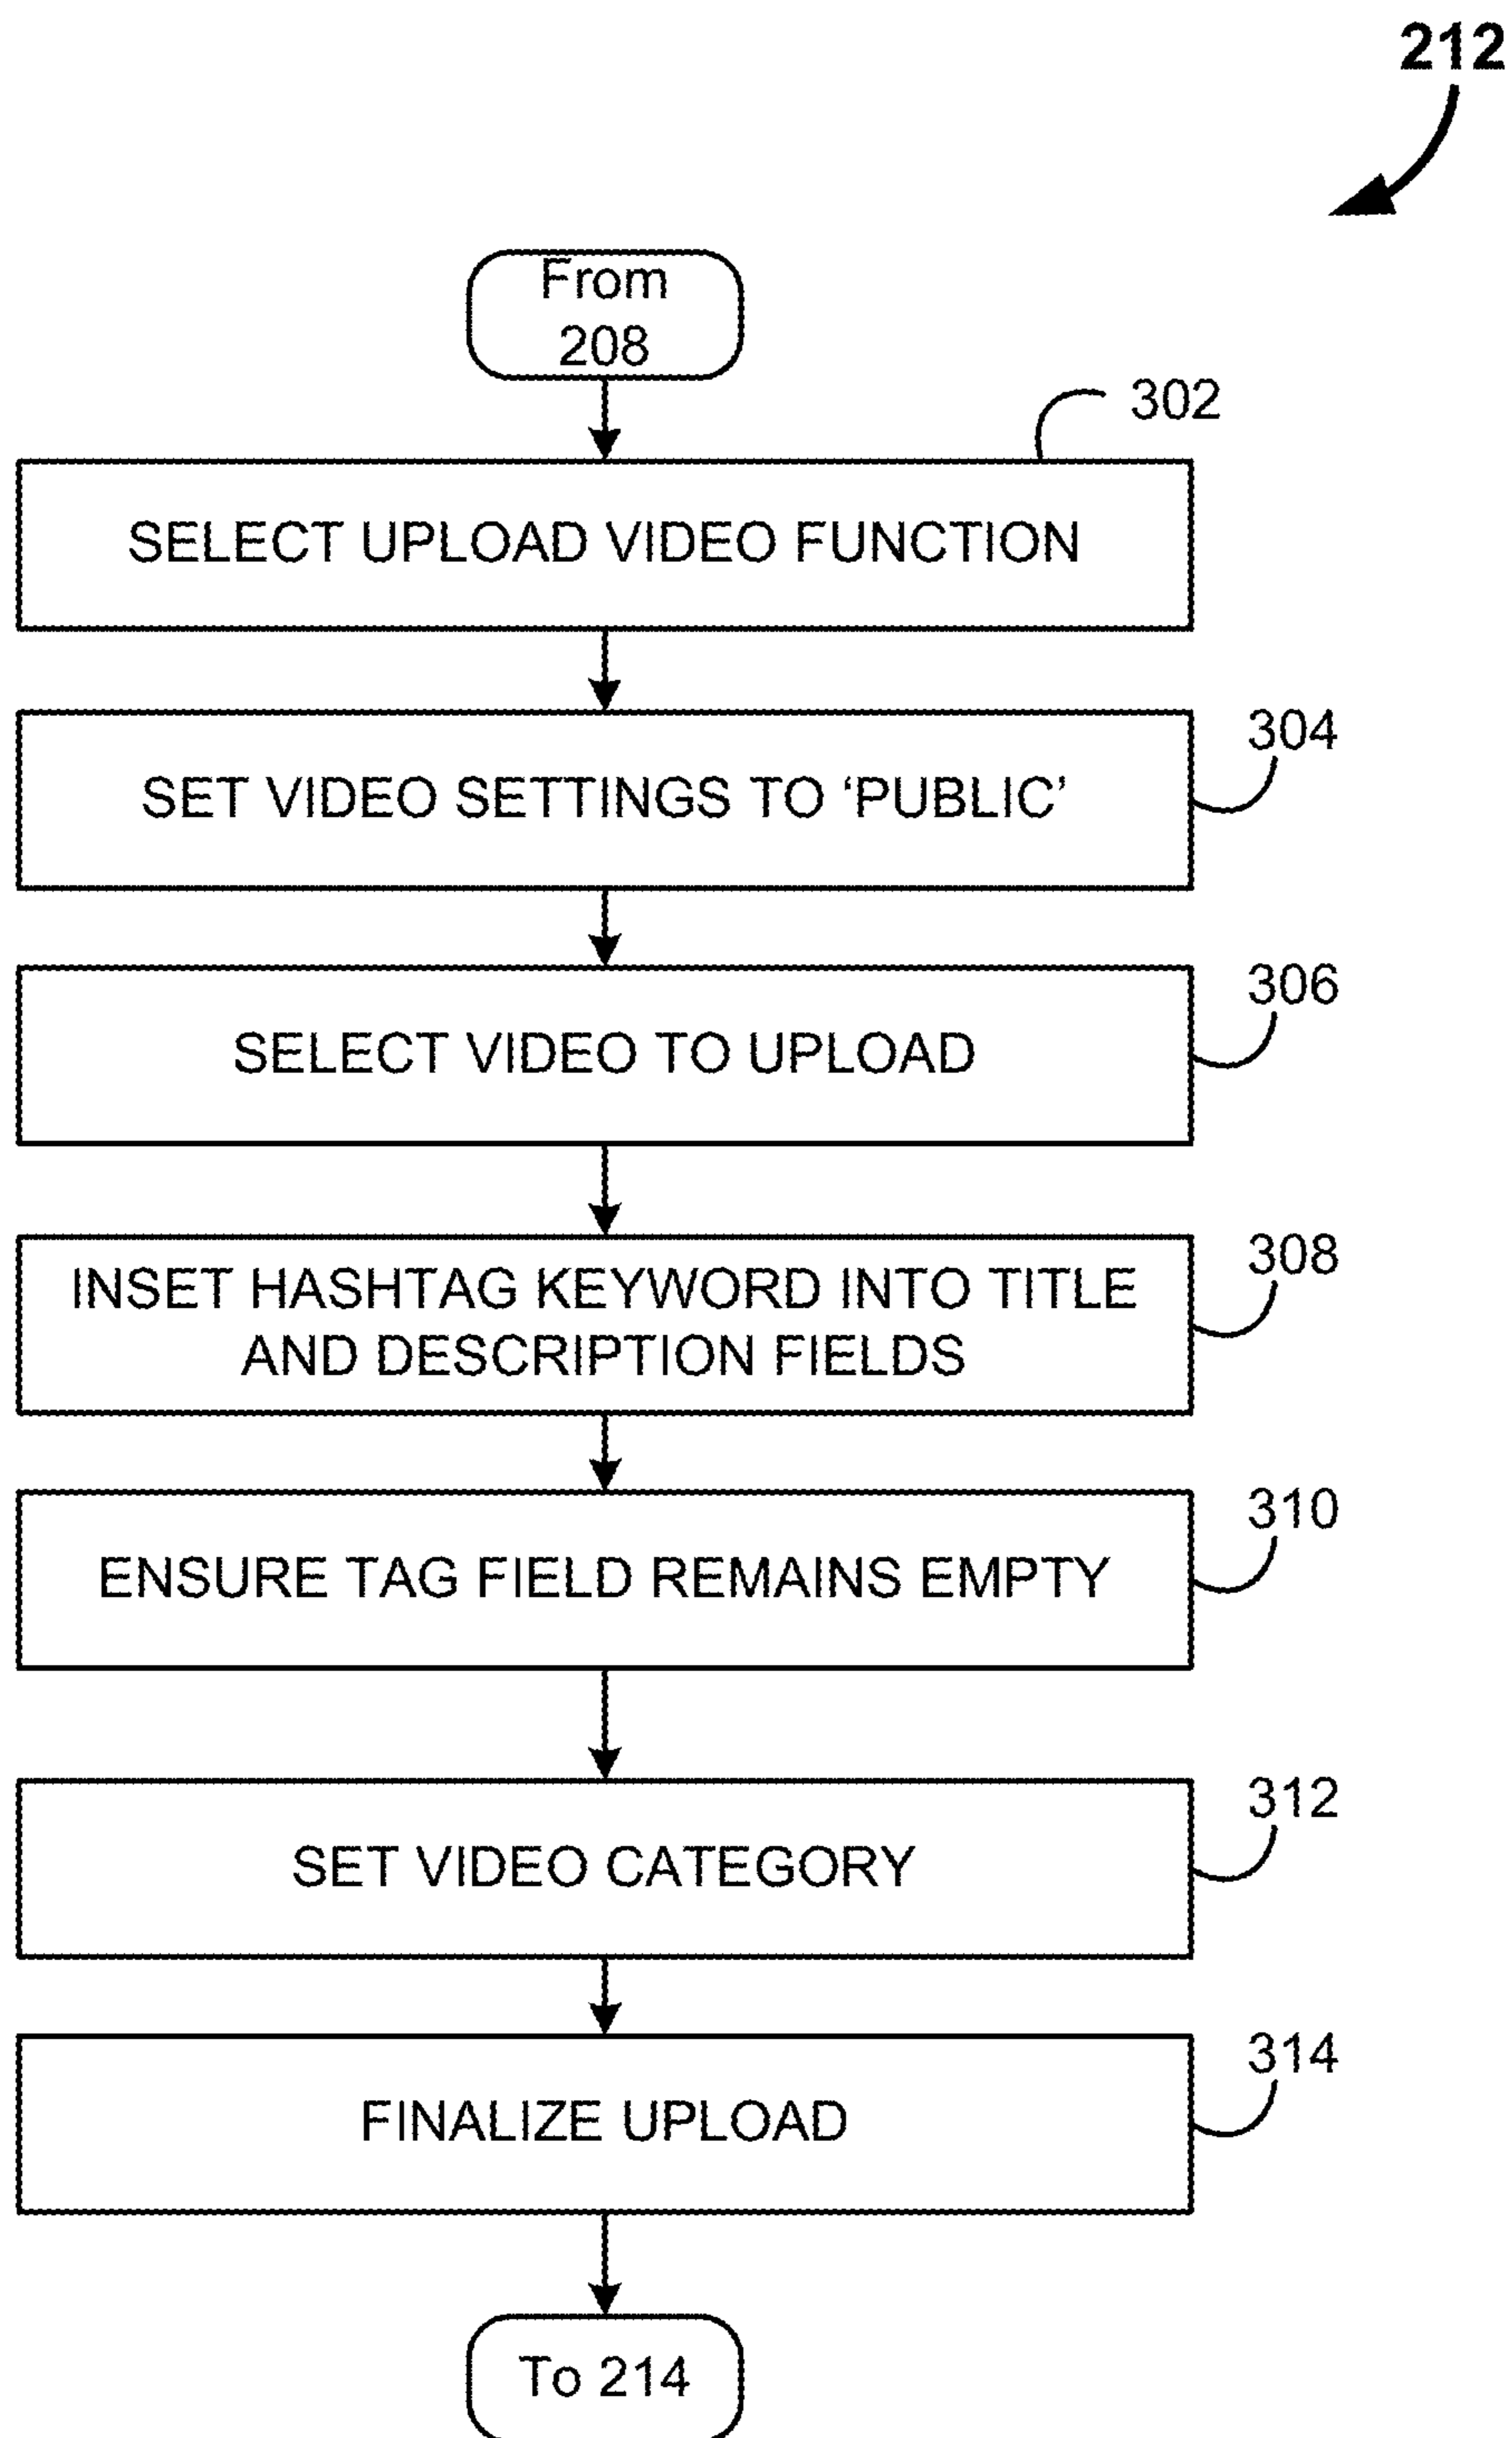 212
From
208
302
SELECT UPLOAD VIDEO FUNCTION
304
SET VIDEO SETTINGS TO ‘PUBLIC’
306
SELECT VIDEO TO UPLOAD
308
INSET HASHTAG KEYWORD INTO TITLE
AND DESCRIPTION FIELDS
310
ENSURE TAG FIELD REMAINS EMPTY
312
SET VIDEO CATEGORY
314
FINALIZE UPLOAD
To 214